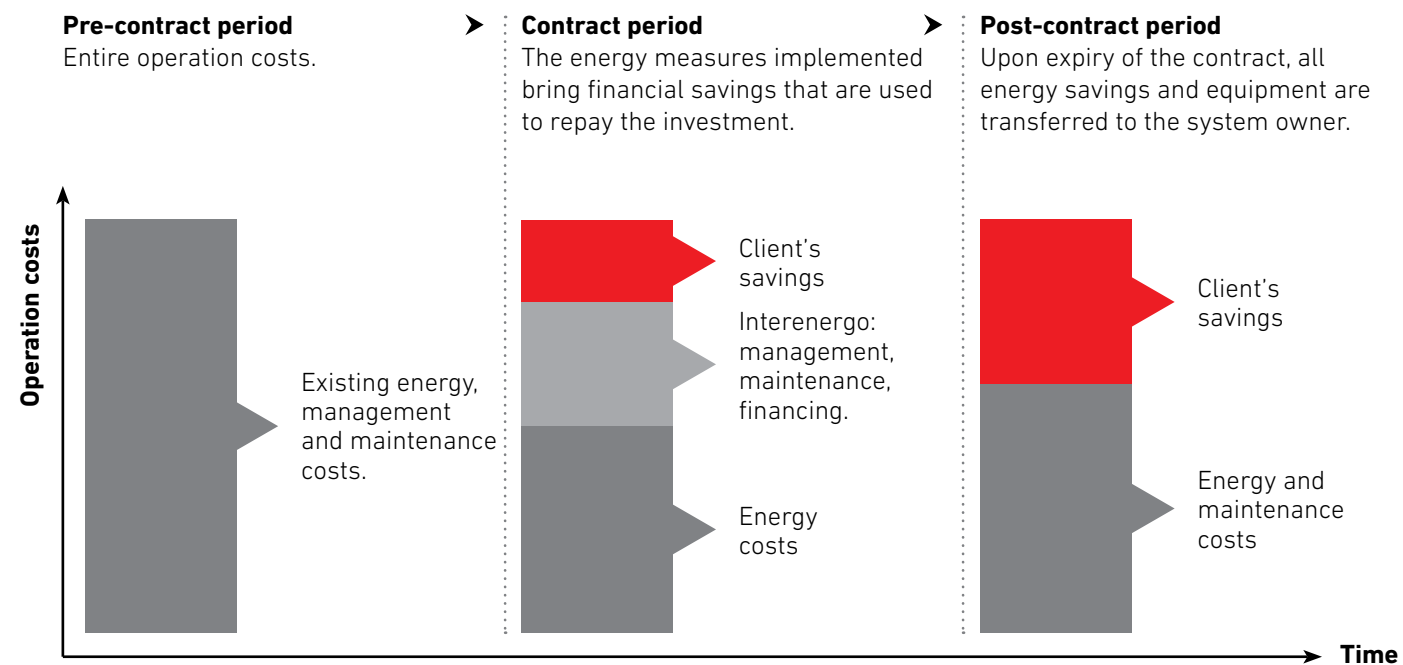 Pre-contract period
Entire operation costs.
Contract period
The energy measures implemented
bring financial savings that are used
to repay the investment.
Post-contract period
Upon expiry of the contract, all
energy savings and equipment are
transferred to the system owner.
Operation costs
Existing energy,
management
and maintenance
costs.
Client's
savings
Interenergo:
management,
maintenance,
financing.
Energy
costs
Client's
savings
Energy and
maintenance
costs
Time